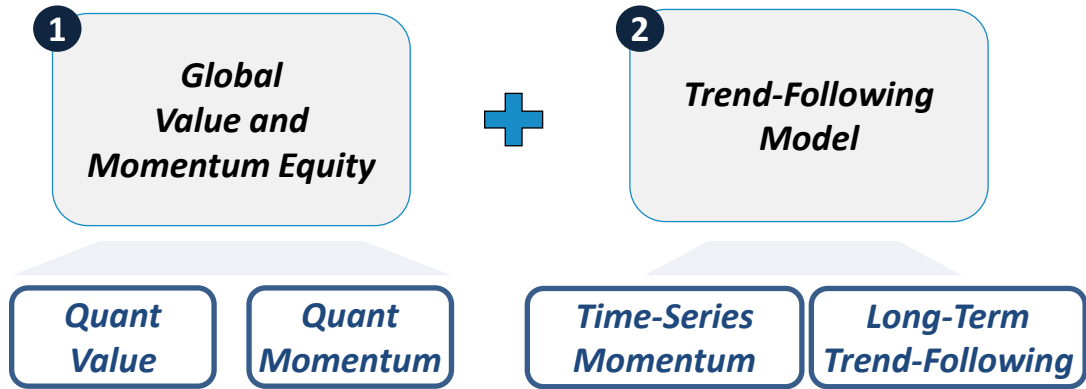 1
Global
Value and
Momentum Equity
2
Trend-Following
Model
Quant
Value
Quant
Momentum
Time-Series
Momentum
Long-Term
Trend-Following